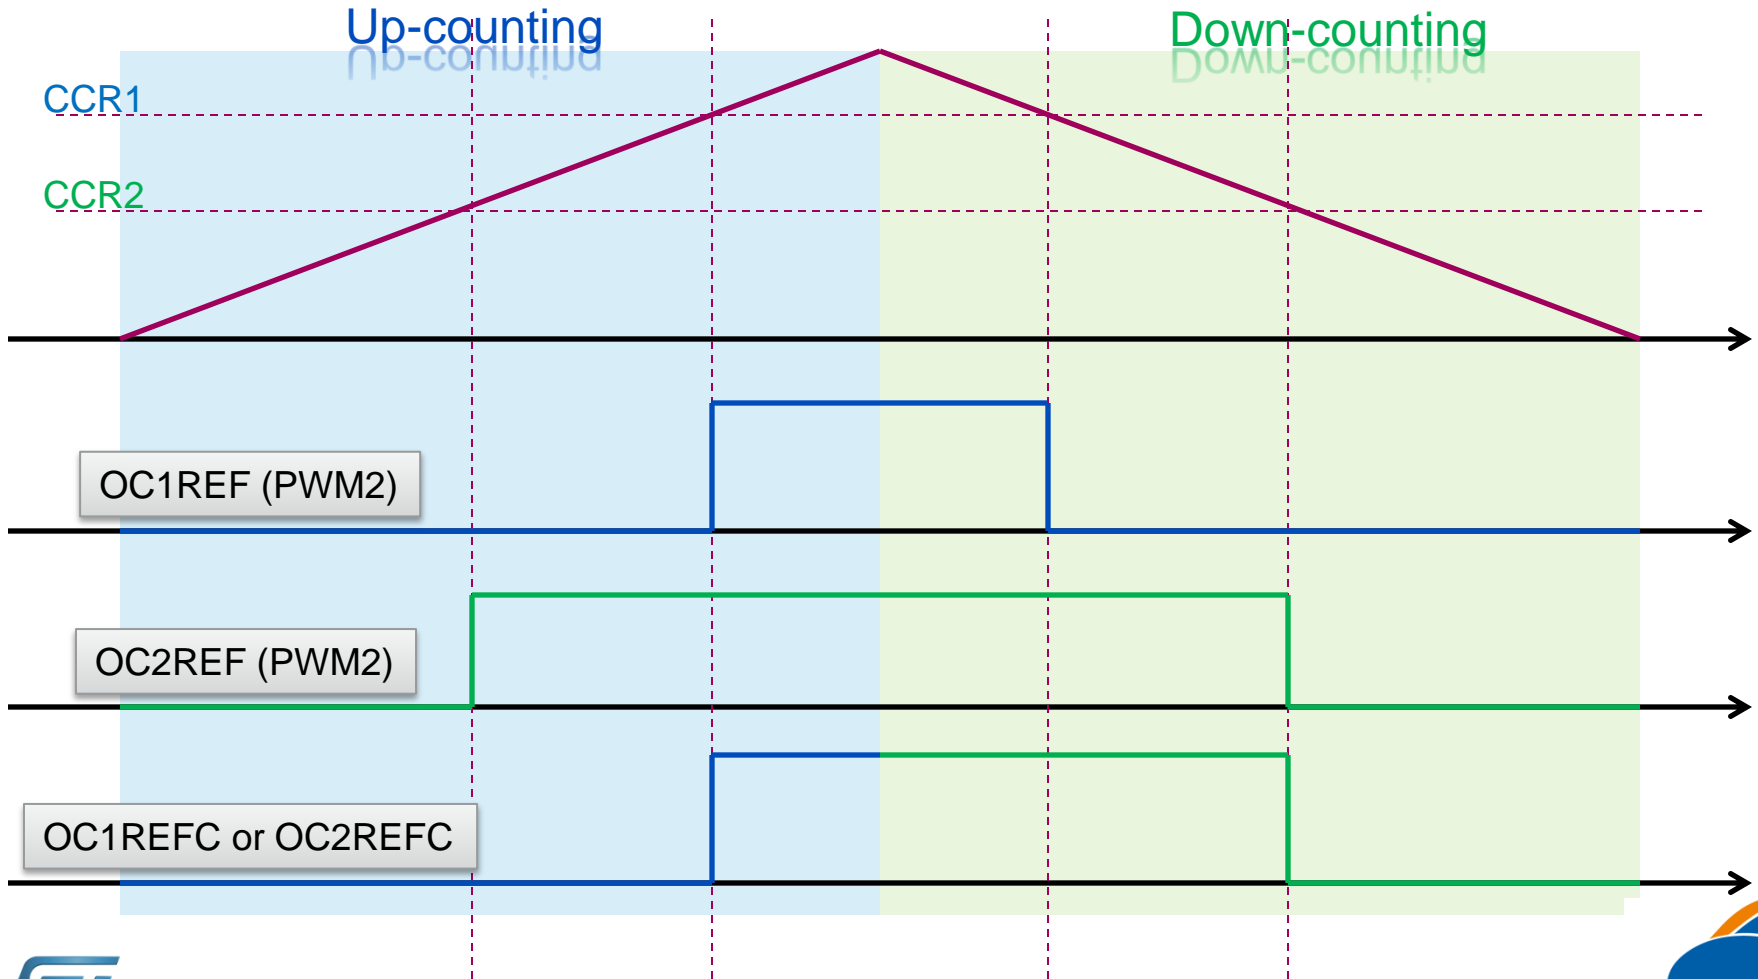 Up-counting
Down-counting
CCR1
CCR2
OC1REF (PWM2)
OC2REF (PWM2)
OC1REFC or OC2REFC